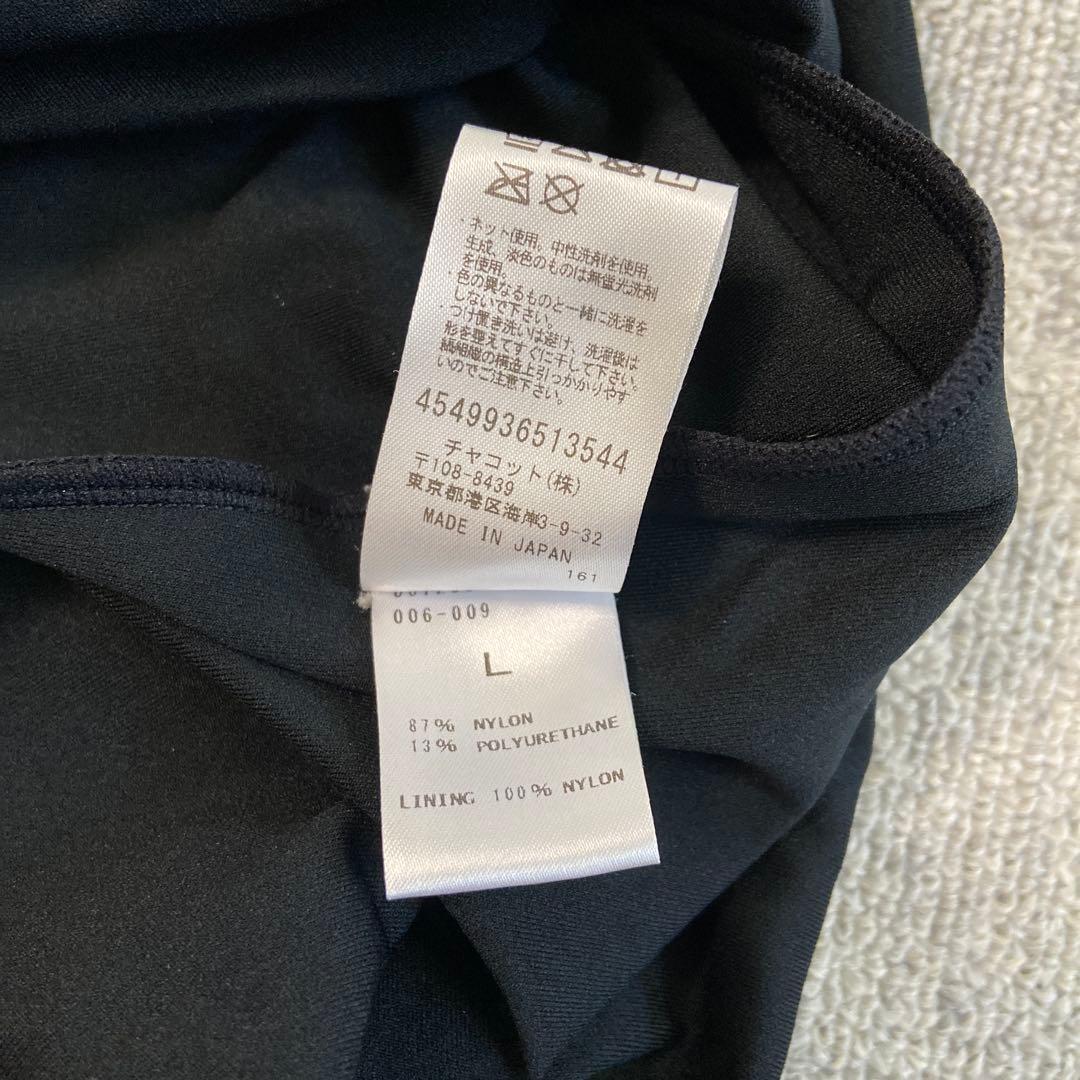 ・ネット使用。中性洗剤を使用。
生成、淡色のものは無蛍光洗剤
を使用。
・色の異なるものと一緒に洗濯を
しないで下さい。
・つけ置き洗いは避け、洗濯後は
形を整えてすぐに干して下さい。
繊細編の構造上引っかかりやす
いのでご注意下さい。
4549936513544
チャコット(株)
〒108-8439
東京都港区海岸3-9-32
MADE IN JAPAN
161
006-009
L
87% NYLON
13% POLYURETHANE
LINING 100% NYLON